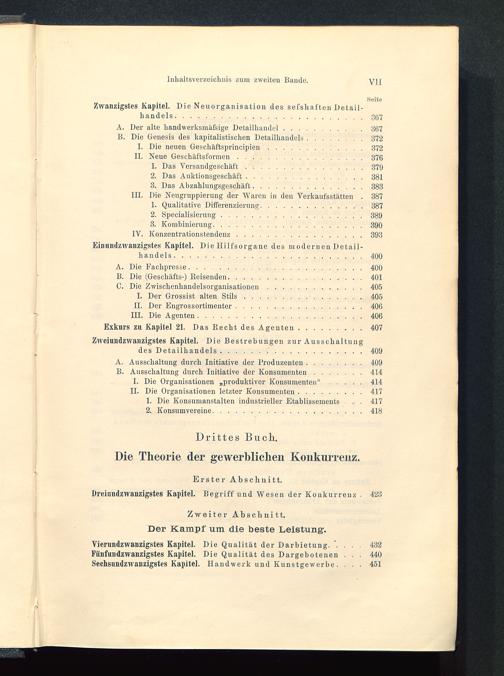 Inhaltsverzeichnis zum zweiten Bande. VII
Seite
Zwanzigstes Kapitel. Die Neuorganisation des seſshaften Detail-
handels. . . . . . . . . . . . . . . . . . . . . . 367
A. Der alte handwerksmäßige Detailhandel . . . . . . . . . 367
B. Die Genesis des kapitalistischen Detailhandels . . . . . . . 372
I. Die neuen Geschäftsprincipien . . . . . . . . . . . 372
II. Neue Geschäftsformen . . . . . . . . . . . . . . 376
1. Das Versandgeschäft . . . . . . . . . . . . . 379
2. Das Auktionsgeschäft . . . . . . . . . . . . . 381
3. Das Abzahlungsgeschäft . . . . . . . . . . . . 383
III. Die Neugruppierung der Waren in den Verkaufsstätten . 387
1. Qualitative Differenzierung. . . . . . . . . . . . 387
2. Specialisierung . . . . . . . . . . . . . . . 389
3. Kombinierung. . . . . . . . . . . . . . . . 390
IV. Konzentrationstendenz . . . . . . . . . . . . . . 393
Einundzwanzigstes Kapitel. Die Hilfsorgane des modernen Detail-
handels. . . . . . . . . . . . . . . . . . . . . . 400
A. Die Fachpresse. . . . . . . . . . . . . . . . . . 400
B. Die (Geschäfts-) Reisenden. . . . . . . . . . . . . . 401
C. Die Zwischenhandelsorganisationen . . . . . . . . . . 405
I. Der Grossist alten Stils . . . . . . . . . . . . . 405
II. Der Engrossortimenter . . . . . . . . . . . . . . 406
III. Die Agenten . . . . . . . . . . . . . . . . . . 406
Exkurs zu Kapitel 21. Das Recht des Agenten . . . . . . . . 407
Zweiundzwanzigstes Kapitel. Die Bestrebungen zur Ausschaltung
des Detailhandels . . . . . . . . . . . . . . . . . 409
A. Ausschaltung durch Initiative der Produzenten . . . . . . . 409
B. Ausschaltung durch Initiative der Konsumenten . . . . . . 414
I. Die Organisationen „produktiver Konsumenten“ . . . . 414
II. Die Organisationen letzter Konsumenten . . . . . . . . 417
1. Die Konsumanstalten industrieller Etablissements . . 417
2. Konsumvereine. . . . . . . . . . . . . . . . 418
Drittes Buch.
Die Theorie der gewerblichen Konkurrenz.
Erster Abschnitt.
Dreiundzwanzigstes Kapitel. Begriff und Wesen der Konkurrenz . 423
Zweiter Abschnitt.
Der Kampf um die beste Leistung.
Vierundzwanzigstes Kapitel. Die Qualität der Darbietung. . . . . 432
Fünfundzwanzigstes Kapitel. Die Qualität des Dargebotenen . . . 440
Sechsundzwanzigstes Kapitel. Handwerk und Kunstgewerbe. . . . 451